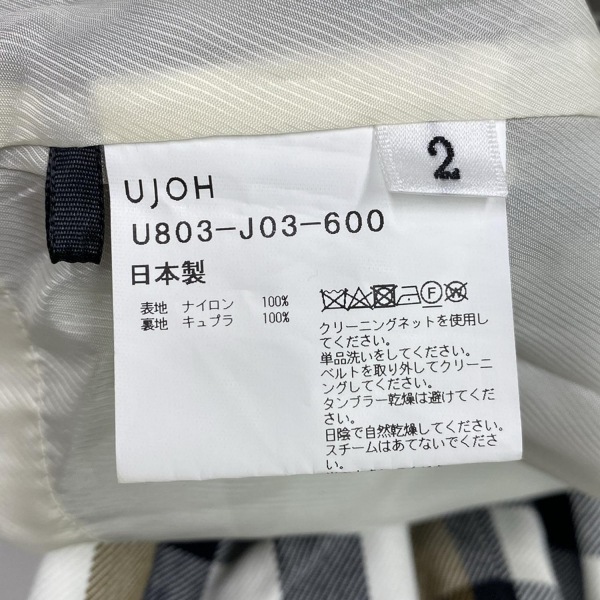 2
UJOH
U803-J03-600
日本製
表地 ナイロン 100%
裏地 キュプラ 100%
F
W
クリーニングネットを使用し
てください。
単品洗いをしてください。
ベルトを取り外してクリーニ
ングしてください。
タンブラー乾燥は避けてくだ
さい。
日陰で自然乾燥してください。
スチームはあてないでくださ
い。